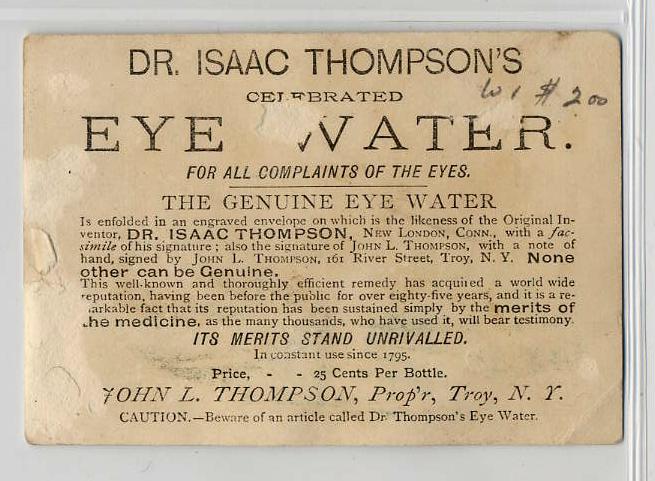 DR. ISAAC THOMPSON'S
CELEBRATED
W 1 $ 2 00
EYE WATER.
FOR ALL COMPLAINTS OF THE EYES.
THE GENUINE EYE WATER
Is enfolded in an engraved envelope on which is the likeness of the Original In-
ventor, DR. ISAAC THOMPSON, NEW LONDON, CONN., with a fac-
simile of his signature ; also the signature of JOHN L. THOMPSON, with a note of
hand, signed by JOHN L. THOMPSON, 161 River Street, Troy, N. Y. None
other can be Genuine.
This well-known and thoroughly efficient remedy has acquired a world wide
reputation, having been before the public for over eighty-five years, and it is a re-
markable fact that its reputation has been sustained simply by the merits of
the medicine, as the many thousands, who have used it, will bear testimony.
ITS MERITS STAND UNRIVALLED.
In constant use since 1795.
Price, - - 25 Cents Per Bottle.
JOHN L. THOMPSON, Prop'r, Troy, N. Y.
CAUTION.—Beware of an article called Dr. Thompson's Eye Water.